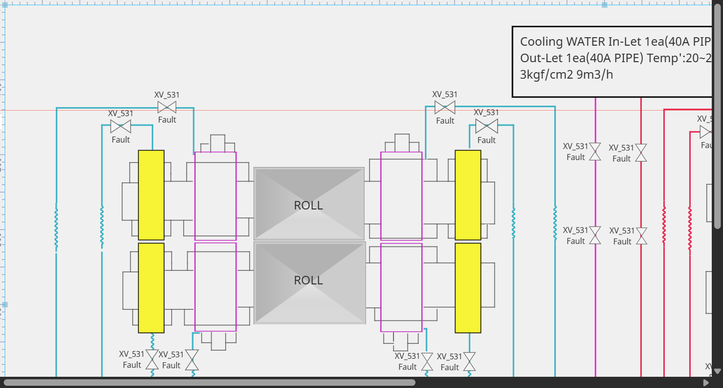 Cooling WATER In-Let 1ea(40A PIP
Out-Let 1ea(40A PIPE) Temp':20~2
3kgf/cm2 9m3/h
XV_531
Fault
XV_531
Fault
XV_531
Fault
XV_531
Fault
XV_531
Fault
XV_531
Fault
ROLL
XV_531
Fault
XV_531
Fault
ROLL
XV_531
Fault
XV_531
Fault
XV_531
Fault
XV_531
Fault